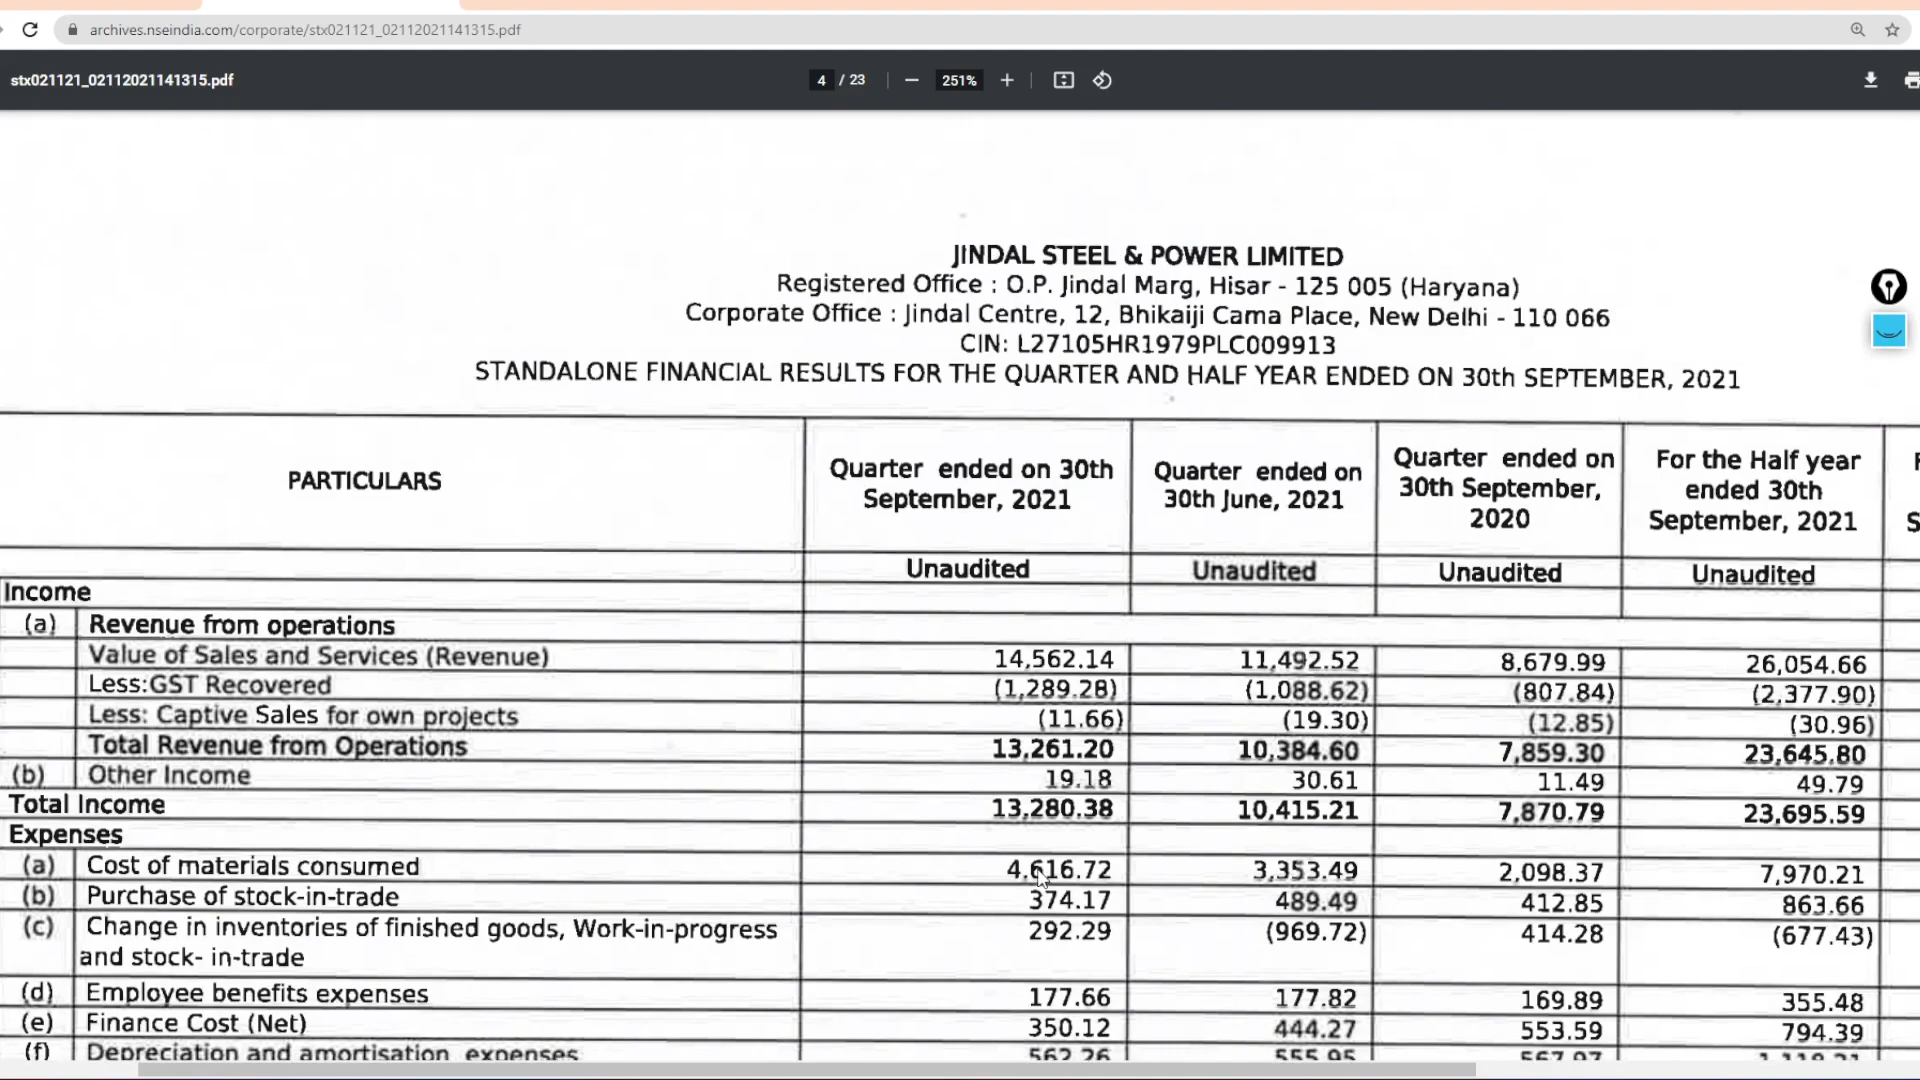 archives.nseindia.com/corporate/stx021121_02112021141315.pdf
stx021121_02112021141315.pdf 4 / 23 251%
JINDAL STEEL & POWER LIMITED
Registered Office : O.P. Jindal Marg, Hisar - 125 005 (Haryana)
Corporate Office : Jindal Centre, 12, Bhikaiji Cama Place, New Delhi - 110 066
CIN: L27105HR1979PLC009913
STANDALONE FINANCIAL RESULTS FOR THE QUARTER AND HALF YEAR ENDED ON 30th SEPTEMBER, 2021
PARTICULARS
Quarter ended on 30th
September, 2021
Quarter ended on
30th June, 2021
Quarter ended on
30th September,
2020
For the Half year
ended 30th
September, 2021
Unaudited Unaudited Unaudited Unaudited
Income
(a) Revenue from operations
Value of Sales and Services (Revenue) 14,562.14 11,492.52 8,679.99 26,054.66
Less:GST Recovered (1,289.28) (1,088.62) (807.84) (2,377.90)
Less: Captive Sales for own projects (11.66) (19.30) (12.85) (30.96)
Total Revenue from Operations 13,261.20 10,384.60 7,859.30 23,645.80
(b) Other Income 19.18 30.61 11.49 49.79
Total Income 13,280.38 10,415.21 7,870.79 23,695.59
Expenses
(a) Cost of materials consumed 4,616.72 3,353.49 2,098.37 7,970.21
(b) Purchase of stock-in-trade 374.17 489.49 412.85 863.66
(c) Change in inventories of finished goods, Work-in-progress 292.29 (969.72) 414.28 (677.43)
and stock- in-trade
(d) Employee benefits expenses 177.66 177.82 169.89 355.48
(e) Finance Cost (Net) 350.12 444.27 553.59 794.39
(f) Depreciation and amortisation expenses 562.26 555.95 567.97